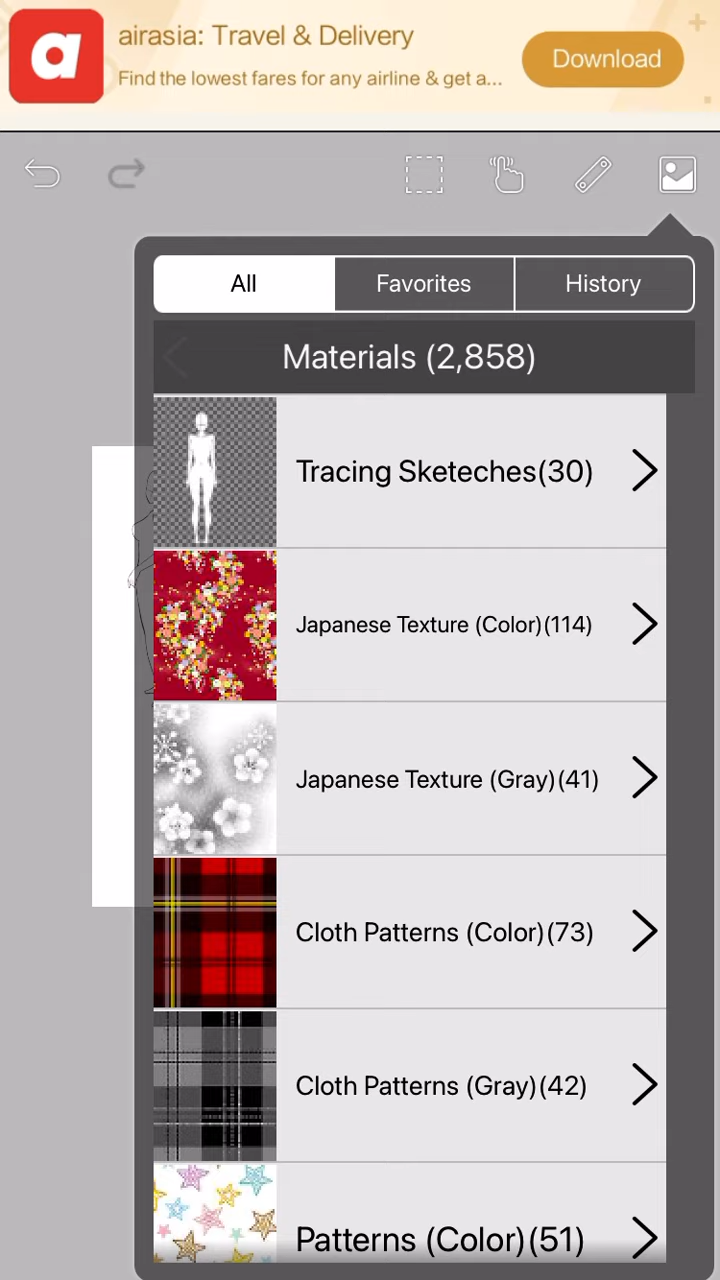 airasia: Travel & Delivery
Find the lowest fares for any airline & get a...
Download
All
Favorites
History
Materials (2,858)
Tracing Sketeches(30)
Japanese Texture (Color)(114)
Japanese Texture (Gray)(41)
Cloth Patterns (Color)(73)
Cloth Patterns (Gray)(42)
Patterns (Color)(51)